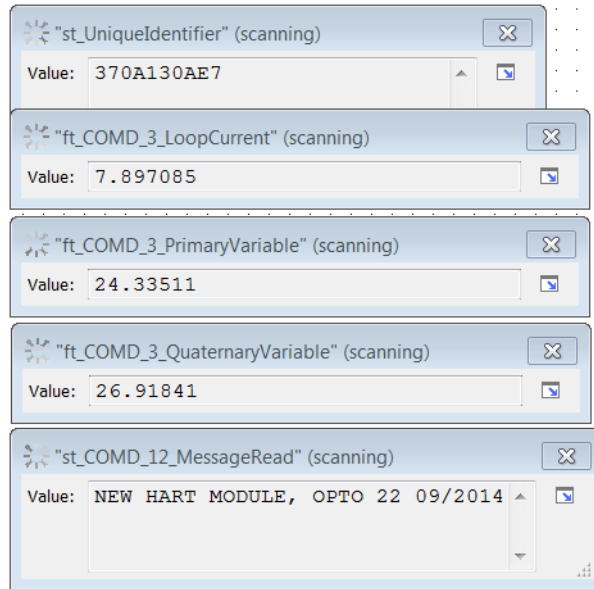 "st_UniqueIdentifier" (scanning)
Value: 370A130AE7
"ft_COMD_3_LoopCurrent" (scanning)
Value: 7.897085
"ft_COMD_3_PrimaryVariable" (scanning)
Value: 24.33511
"ft_COMD_3_QuaternaryVariable" (scanning)
Value: 26.91841
"st_COMD_12_MessageRead" (scanning)
Value: NEW HART MODULE, OPTO 22 09/2014